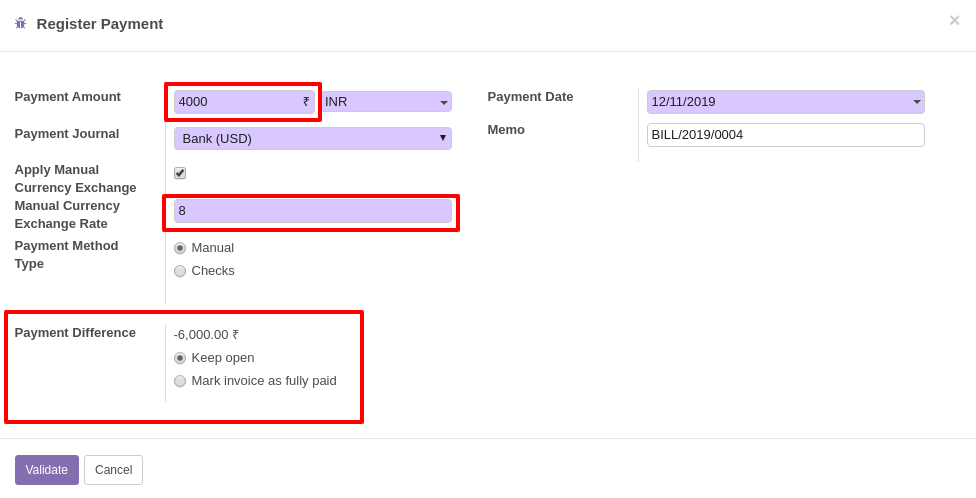 Register Payment ×
Payment Amount 4000 ₹ INR
Payment Date 12/11/2019
Payment Journal Bank (USD)
Memo BILL/2019/0004
Apply Manual
Currency Exchange
Manual Currency
Exchange Rate 8
Payment Method
Type
Manual
Checks
Payment Difference -6,000.00 ₹
Keep open
Mark invoice as fully paid
Validate Cancel